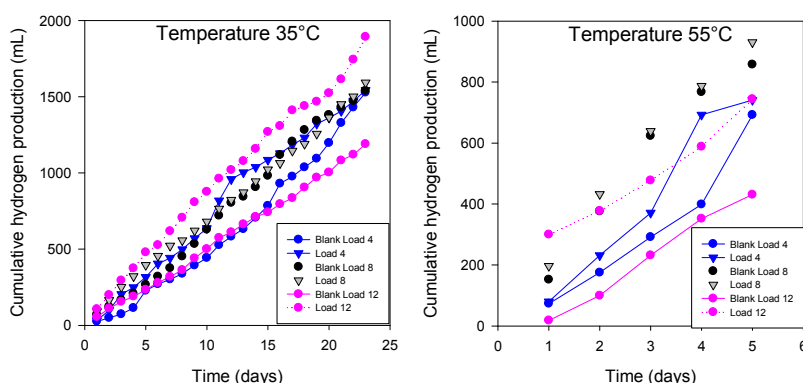 Temperature 35°C
Cumulative hydrogen production (mL)
2000
1500
1000
500
0
0 5 10 15 20 25
Time (days)
Blank Load 4
Load 4
Blank Load 8
Load 8
Blank Load 12
Load 12
Temperature 55°C
Cumulative hydrogen production (mL)
1000
800
600
400
200
0
0 1 2 3 4 5 6
Time (days)
Blank Load 4
Load 4
Blank Load 8
Load 8
Blank Load 12
Load 12